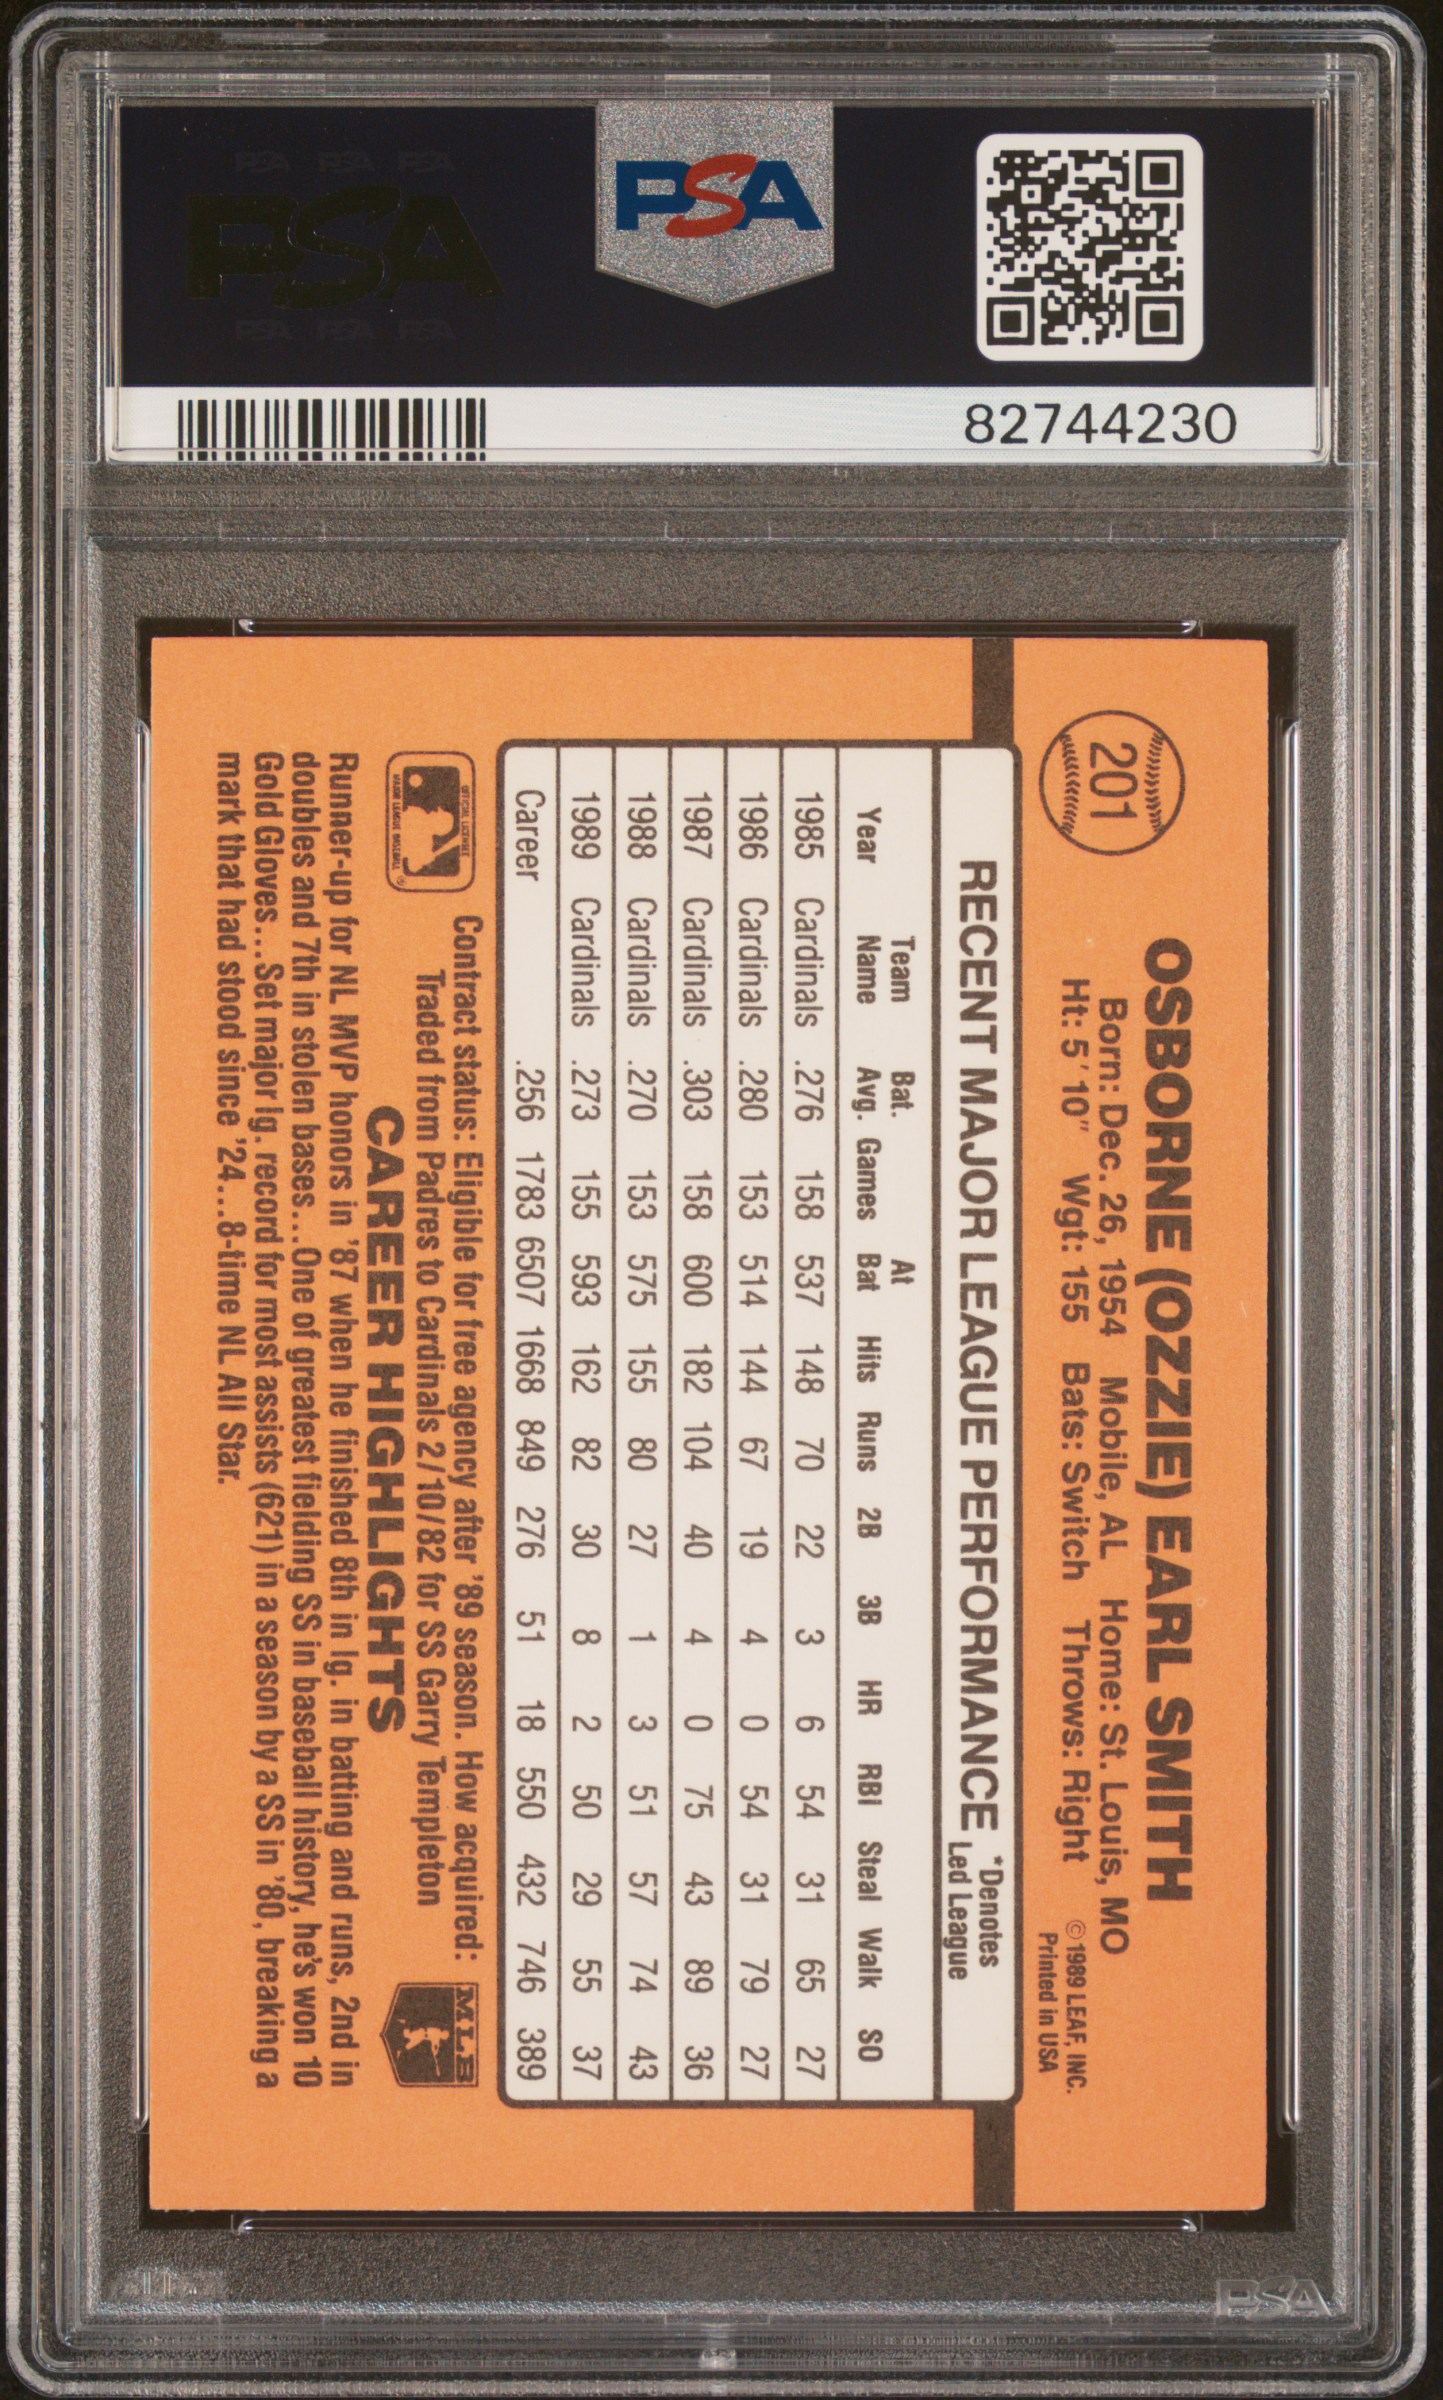 PSA PSA PSA
PSA
PSA PSA PSA
PSA
82744230
201
OSBORNE (OZZIE) EARL SMITH
Born: Dec. 26, 1954 Mobile, AL Home: St. Louis, MO
Ht: 5'10" Wgt: 155 Bats: Switch Throws: Right
© 1989 LEAF, INC.
Printed in USA
RECENT MAJOR LEAGUE PERFORMANCE *Denotes Led League
Year Team Name Bat. Avg. Games At Bat Hits Runs 2B 3B HR RBI Steal Walk SO
1985 Cardinals .276 158 537 148 70 22 3 6 54 31 65 27
1986 Cardinals .280 153 514 144 67 19 4 0 54 31 79 27
1987 Cardinals .303 158 600 182 104 40 4 0 75 43 89 36
1988 Cardinals .270 153 575 155 80 27 1 3 51 57 74 43
1989 Cardinals .273 155 593 162 82 30 8 2 50 29 55 37
Career .256 1783 6507 1668 849 276 51 18 550 432 746 389
OFFICIAL LICENSEE
MAJOR LEAGUE BASEBALL ®
Contract status: Eligible for free agency after '89 season. How acquired:
Traded from Padres to Cardinals 2/10/82 for SS Garry Templeton
MLB
CAREER HIGHLIGHTS
Runner-up for NL MVP honors in '87 when he finished 8th in lg. in batting and runs, 2nd in
doubles and 7th in stolen bases...One of greatest fielding SS in baseball history, he's won 10
Gold Gloves...Set major lg. record for most assists (621) in a season by a SS in '80, breaking a
mark that had stood since '24...8-time NL All Star.
PSA